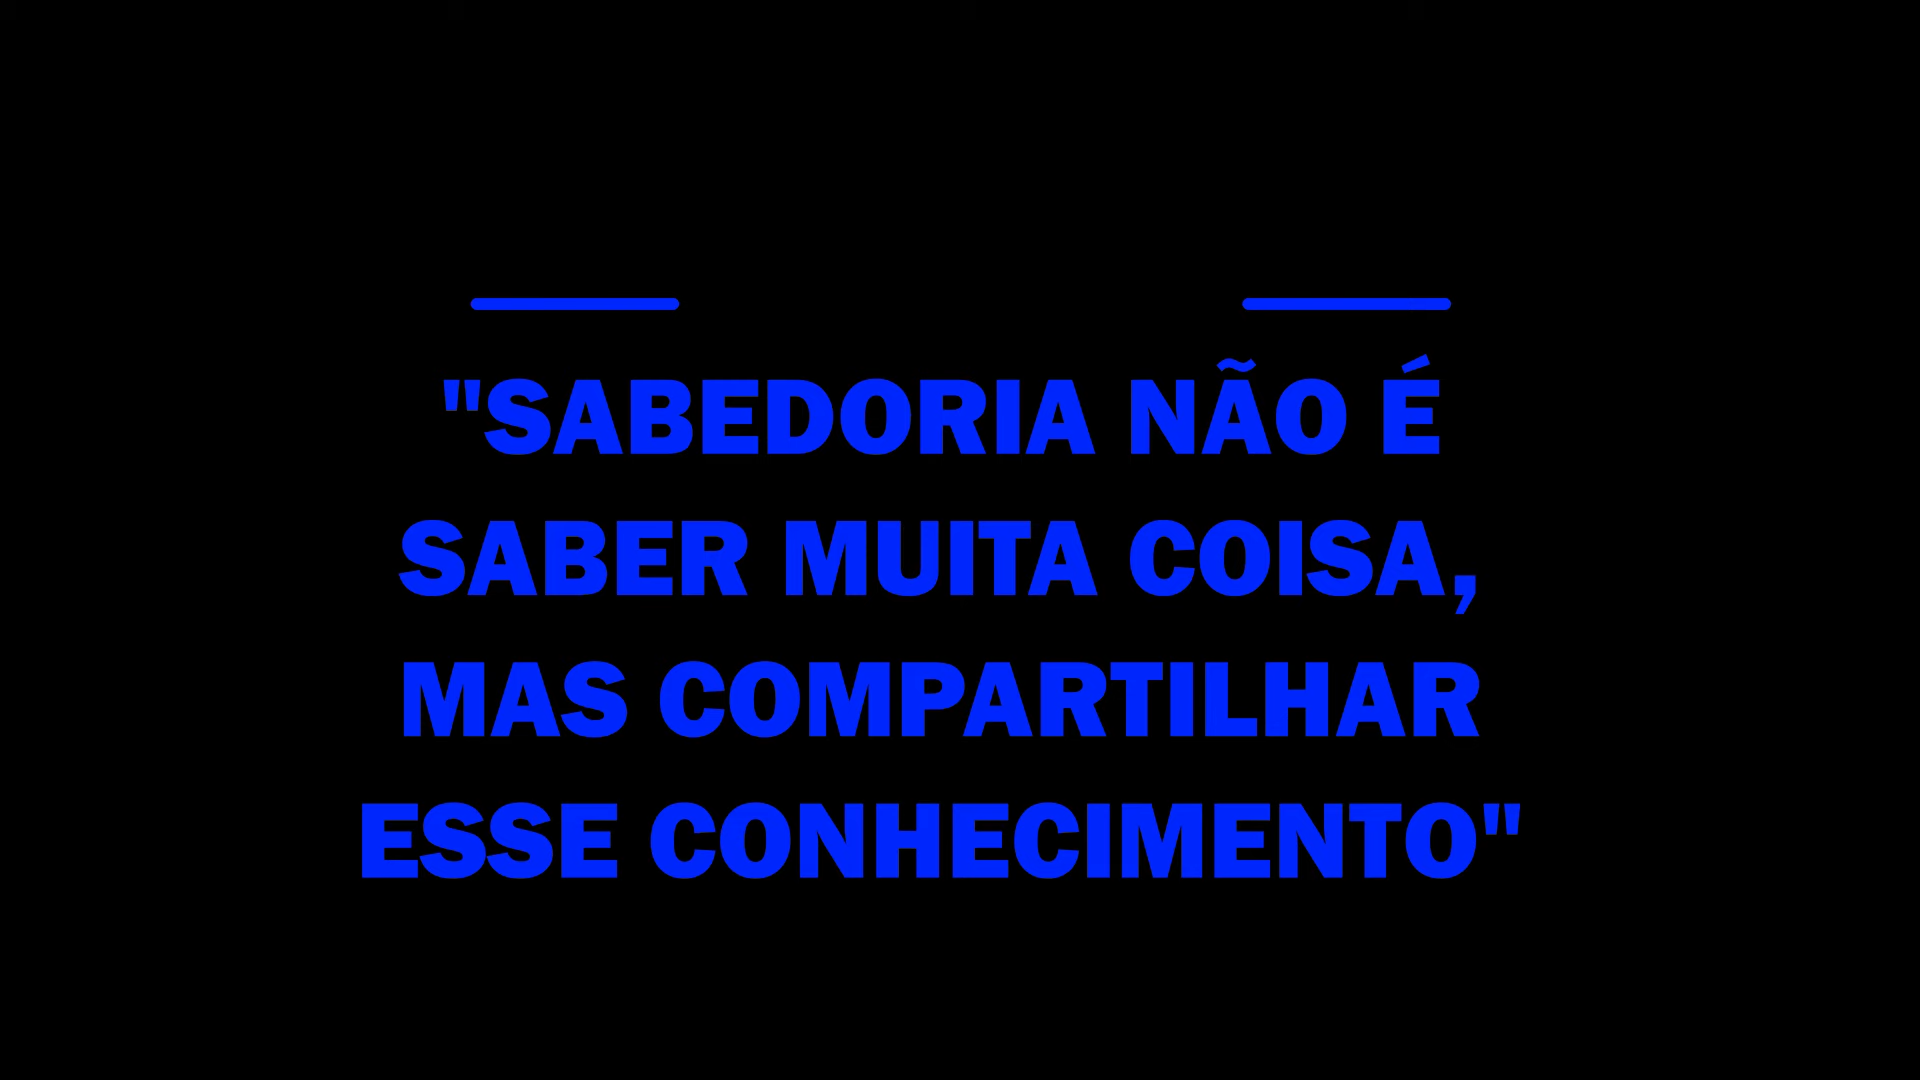 "SABEDORIA NÃO É
SABER MUITA COISA,
MAS COMPARTILHAR
ESSE CONHECIMENTO"